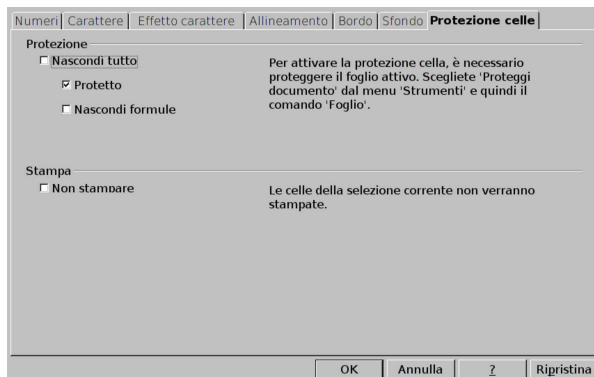 Numeri Carattere Effetto carattere Allineamento Bordo Sfondo Protezione celle
Protezione
Nascondi tutto
Protetto
Nascondi formule
Per attivare la protezione cella, è necessario
proteggere il foglio attivo. Scegliete 'Proteggi
documento' dal menu 'Strumenti' e quindi il
comando 'Foglio'.
Stampa
Non stampare
Le celle della selezione corrente non verranno
stampate.
OK Annulla ? Ripristina